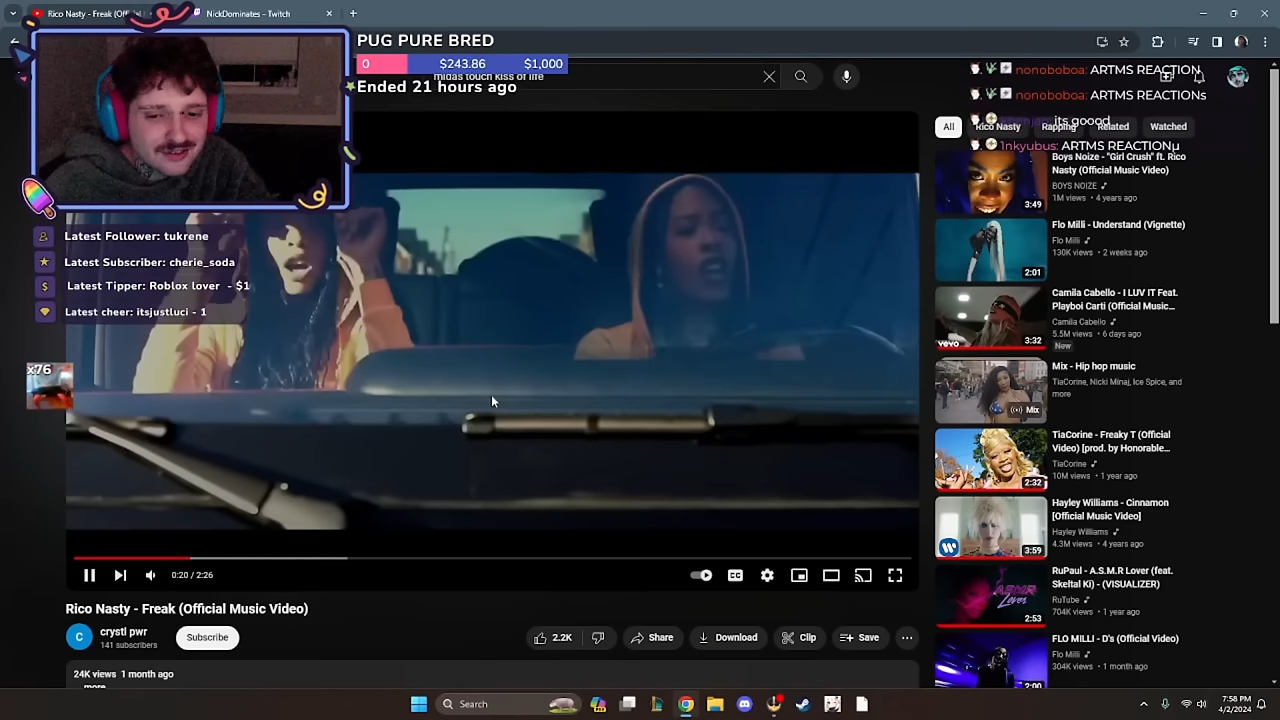 Rico Nasty - Freak (Official
NickDominates - Twitch
PUG PURE BRED
0 $243.86 $1,000
midas touch kiss of life
Ended 21 hours ago
nonoboboa: ARTMS REACTION
nonoboboa: ARTMS REACTIONs
its goood
1nkyubus: ARTMS REACTIONµ
All
Rico Nasty
Rapping
Related
Watched
Latest Follower: tukrene
Latest Subscriber: cherie_soda
Latest Tipper: Roblox lover - $1
Latest cheer: itsjustluci - 1
x76
Boys Noize - "Girl Crush" ft. Rico
Nasty (Official Music Video)
BOYS NOIZE
1M views • 4 years ago
3:49
Flo Milli - Understand (Vignette)
Flo Milli
130K views • 2 weeks ago
2:01
Camila Cabello - I LUV IT Feat.
Playboi Carti (Official Music...
Camila Cabello
5.5M views • 6 days ago
New
vevo
3:32
Mix - Hip hop music
TiaCorine, Nicki Minaj, Ice Spice, and
more
Mix
TiaCorine - Freaky T (Official
Video) [prod. by Honorable...
TiaCorine
10M views • 1 year ago
2:32
Hayley Williams - Cinnamon
[Official Music Video]
Hayley Williams
4.3M views • 4 years ago
3:59
RuPaul - A.S.M.R Lover (feat.
Skeltal Ki) - (VISUALIZER)
RuTube
704K views • 1 year ago
ASMR
Lover
2:53
FLO MILLI - D's (Official Video)
Flo Milli
304K views • 1 month ago
2:00
0:20 / 2:26
Rico Nasty - Freak (Official Music Video)
C
crystl pwr
141 subscribers
Subscribe
2.2K
Share
Download
Clip
Save
24K views 1 month ago
...more
Search
7:58 PM
4/2/2024